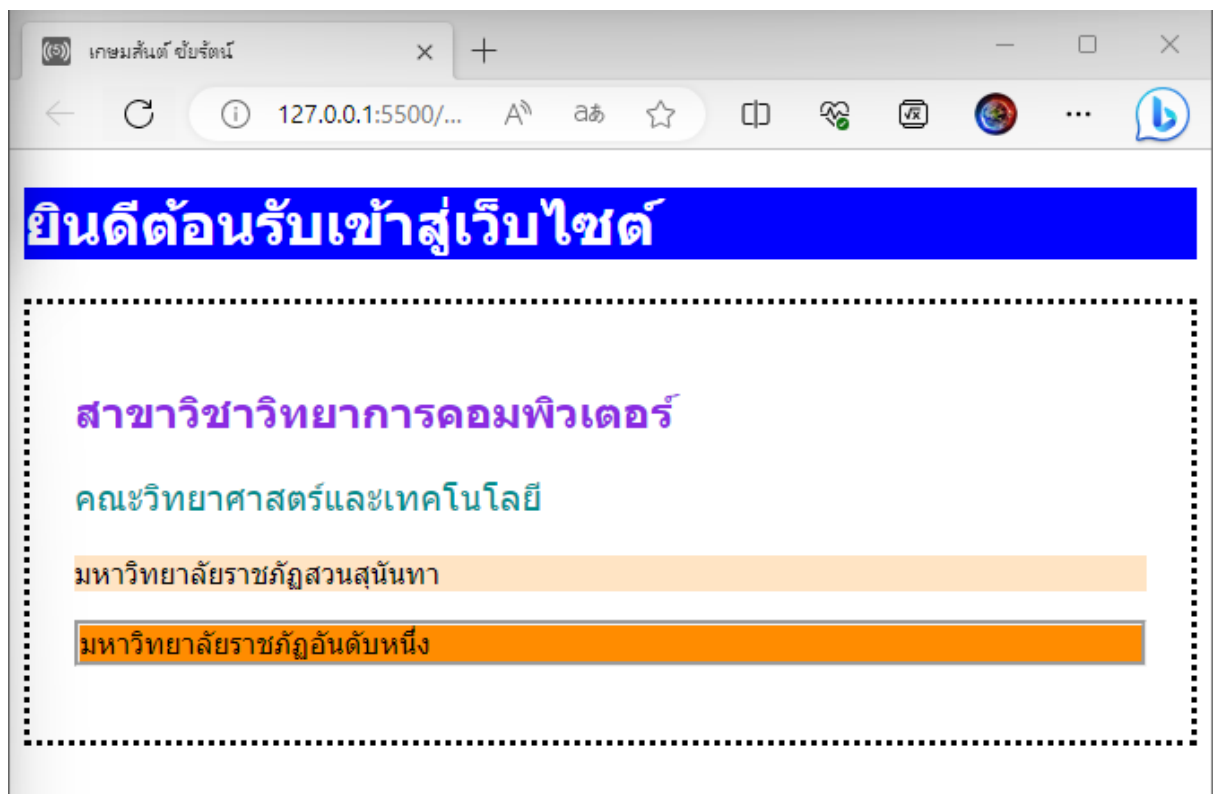 เกษมสันต์ ชัยรัตน์
127.0.0.1:5500/...
ยินดีต้อนรับเข้าสู่เว็บไซต์
สาขาวิชาวิทยาการคอมพิวเตอร์
คณะวิทยาศาสตร์และเทคโนโลยี
มหาวิทยาลัยราชภัฏสวนสุนันทา
มหาวิทยาลัยราชภัฏอันดับหนึ่ง